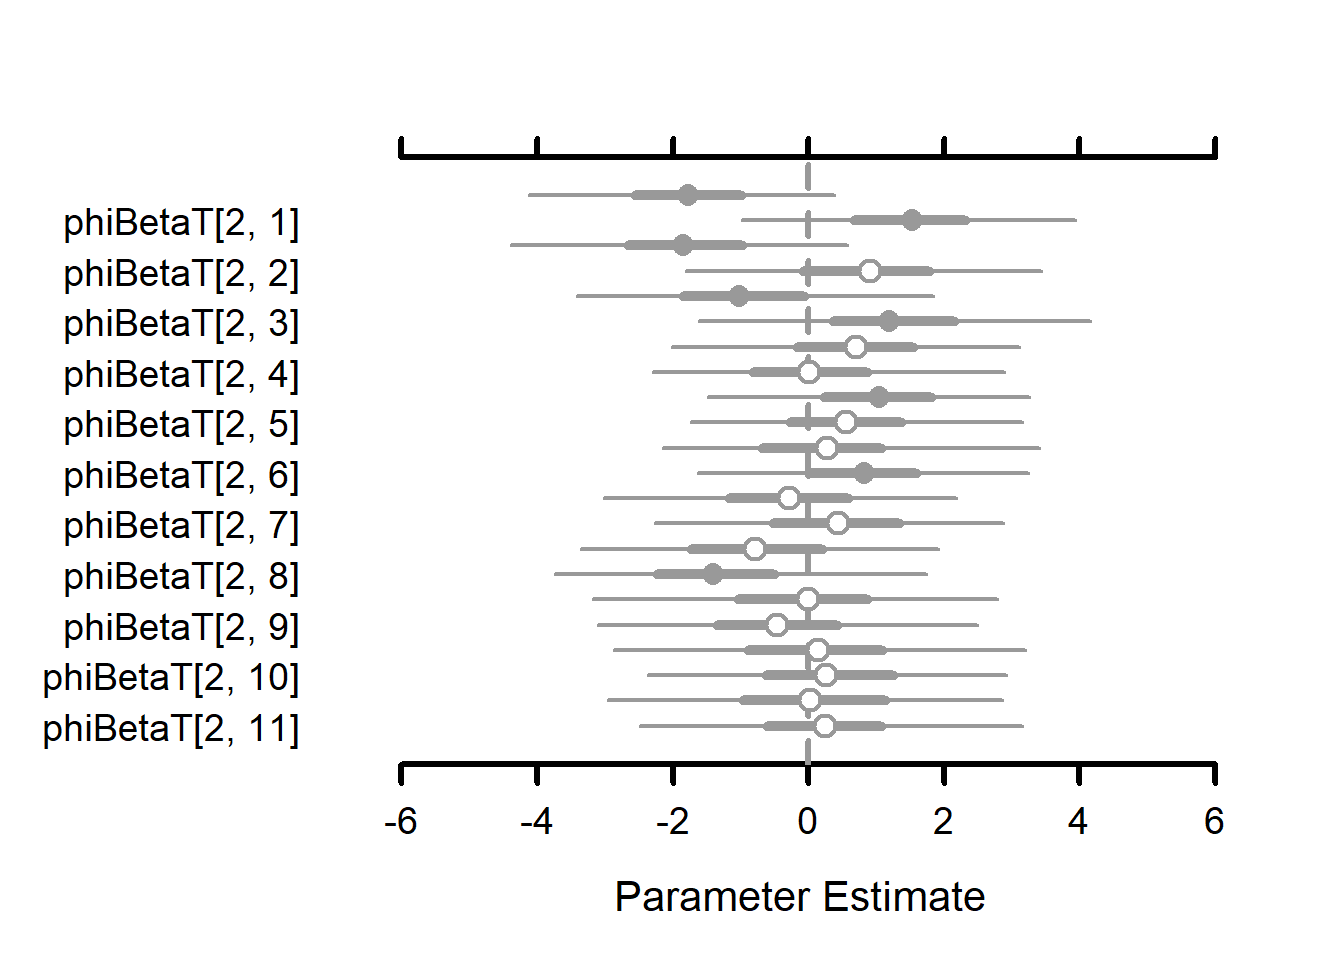 phiBetaT[2, 1]
phiBetaT[2, 2]
phiBetaT[2, 3]
phiBetaT[2, 4]
phiBetaT[2, 5]
phiBetaT[2, 6]
phiBetaT[2, 7]
phiBetaT[2, 8]
phiBetaT[2, 9]
phiBetaT[2, 10]
phiBetaT[2, 11]
-6 -4 -2 0 2 4 6
Parameter Estimate